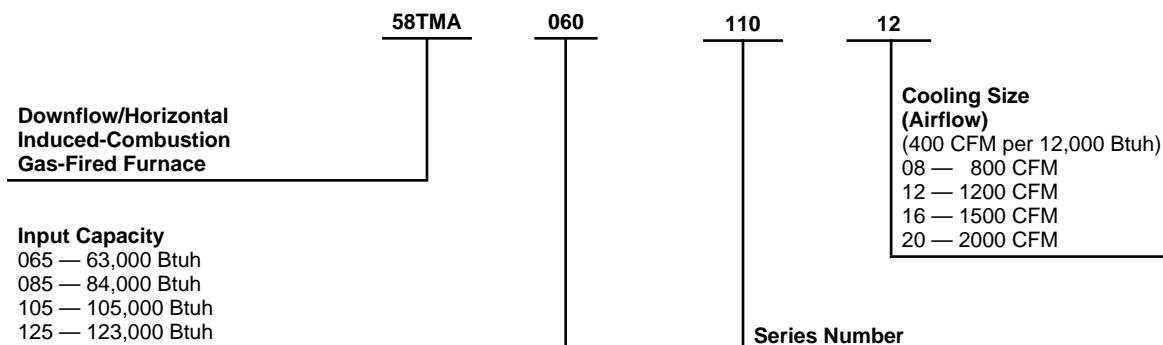 58TMA 060 110 12
Downflow/Horizontal
Induced-Combustion
Gas-Fired Furnace
Cooling Size
(Airflow)
(400 CFM per 12,000 Btuh)
08 — 800 CFM
12 — 1200 CFM
16 — 1500 CFM
20 — 2000 CFM
Input Capacity
065 — 63,000 Btuh
085 — 84,000 Btuh
105 — 105,000 Btuh
125 — 123,000 Btuh
Series Number